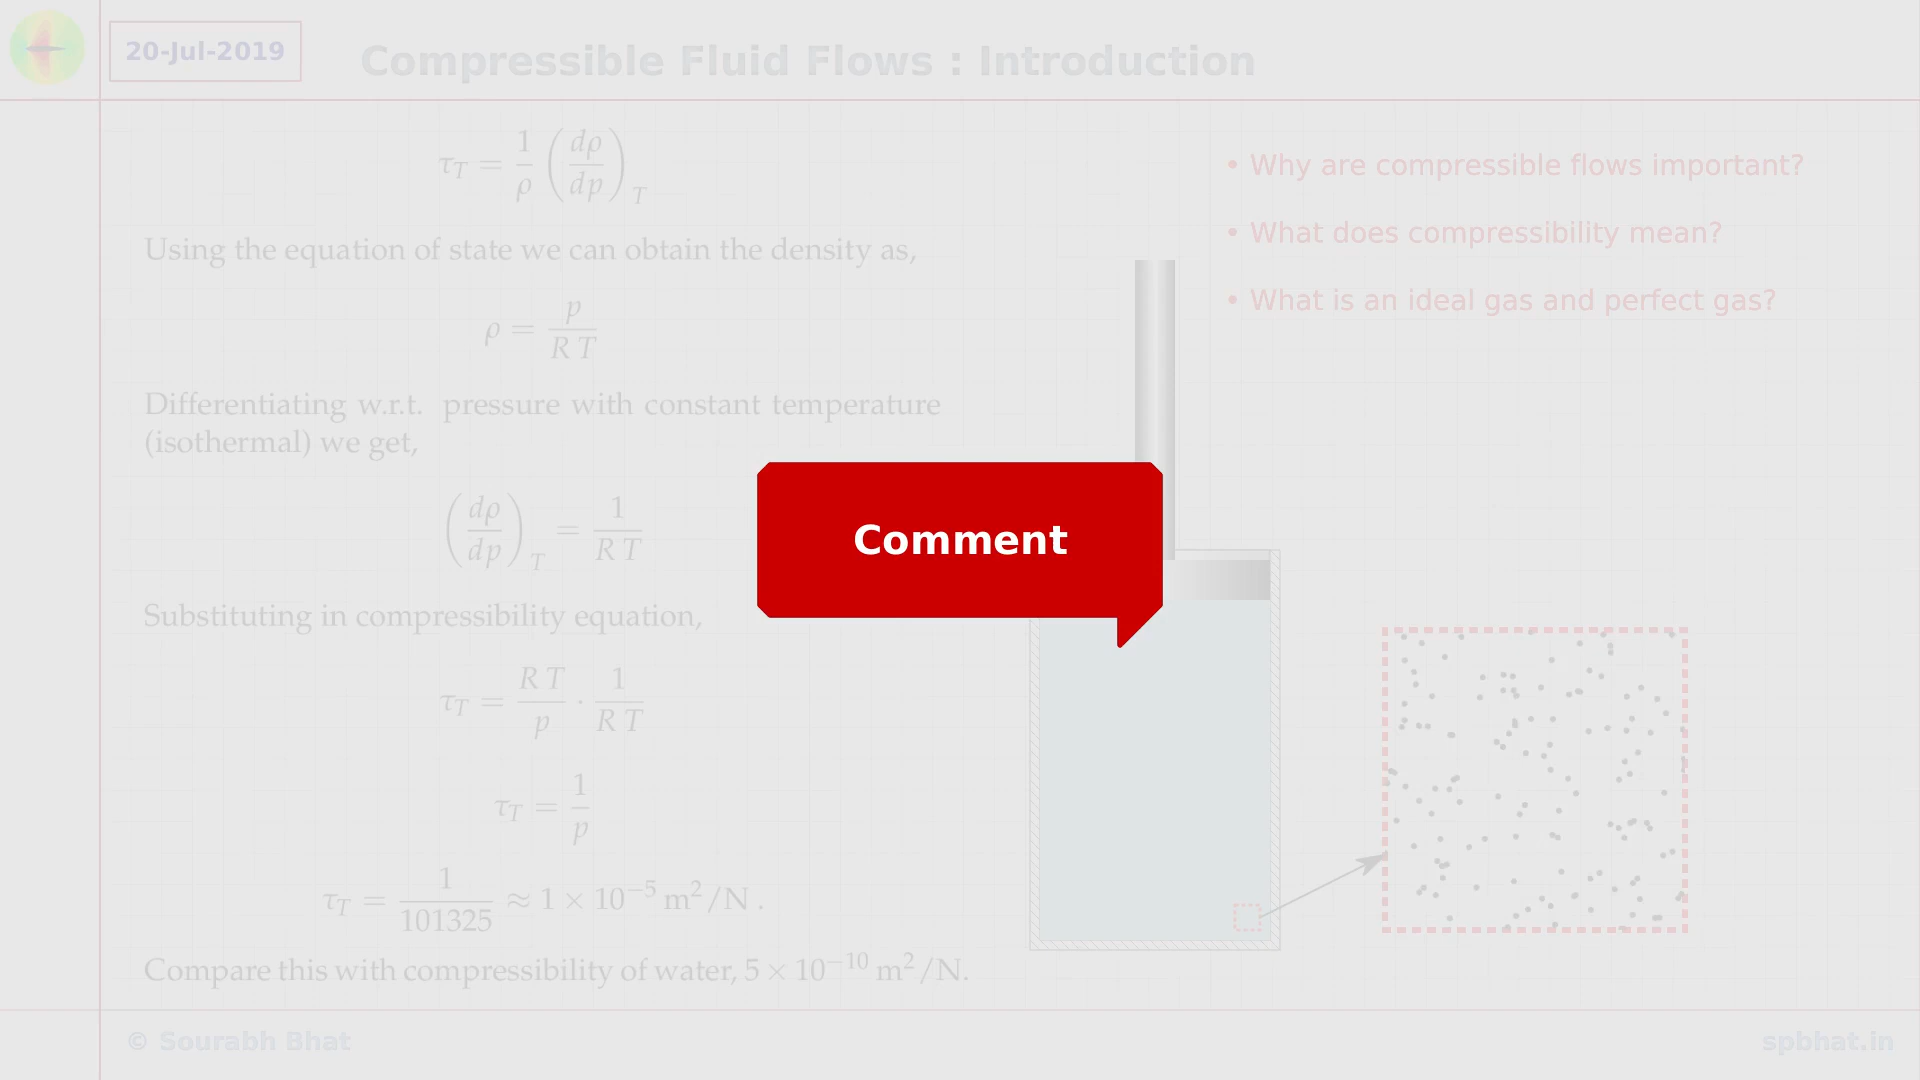 20-Jul-2019
Compressible Fluid Flows : Introduction
τ_T = 1/ρ (dρ/dp)_T
Using the equation of state we can obtain the density as,
ρ = p/(R T)
Differentiating w.r.t. pressure with constant temperature
(isothermal) we get,
(dρ/dp)_T = 1/(R T)
Substituting in compressibility equation,
τ_T = (R T)/p · 1/(R T)
τ_T = 1/p
τ_T = 1/101325 ≈ 1 × 10⁻⁵ m²/N .
Compare this with compressibility of water, 5 × 10⁻¹⁰ m²/N.
• Why are compressible flows important?
• What does compressibility mean?
• What is an ideal gas and perfect gas?
Comment
© Sourabh Bhat
spbhat.in